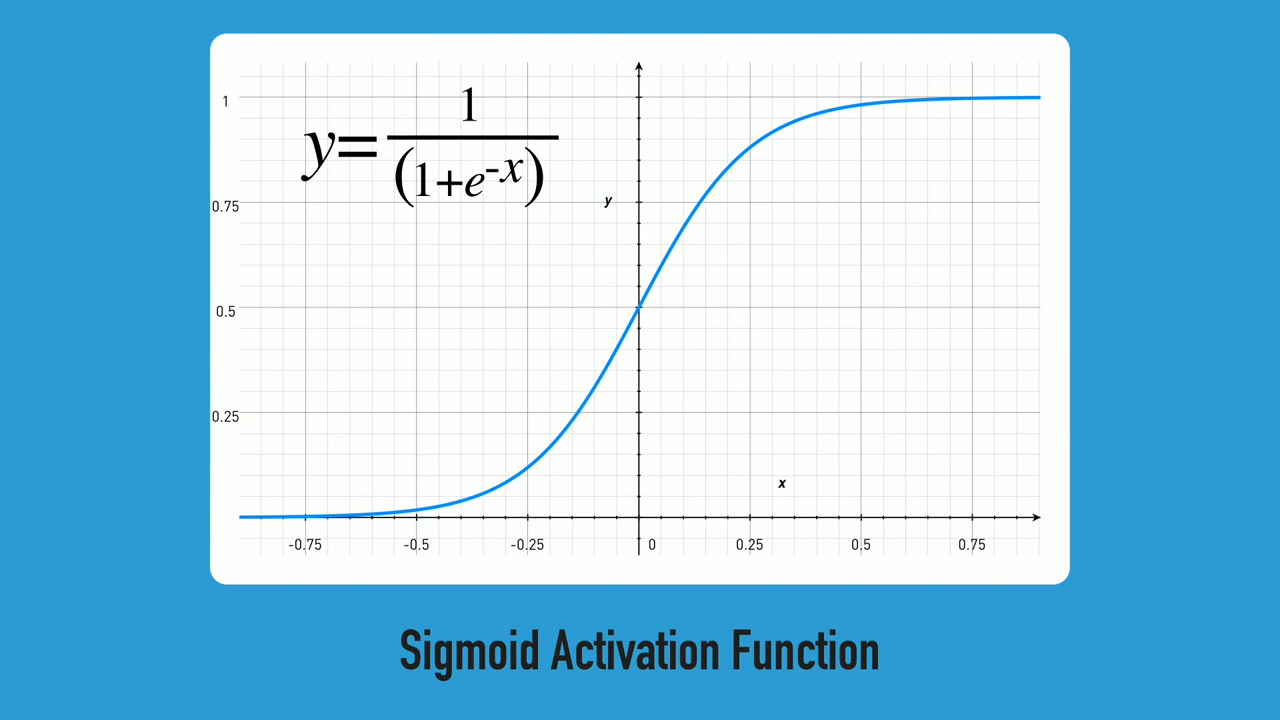 1
y=1/(1+e^-x)
0.75
y
0.5
0.25
x
-0.75 -0.5 -0.25 0 0.25 0.5 0.75
Sigmoid Activation Function